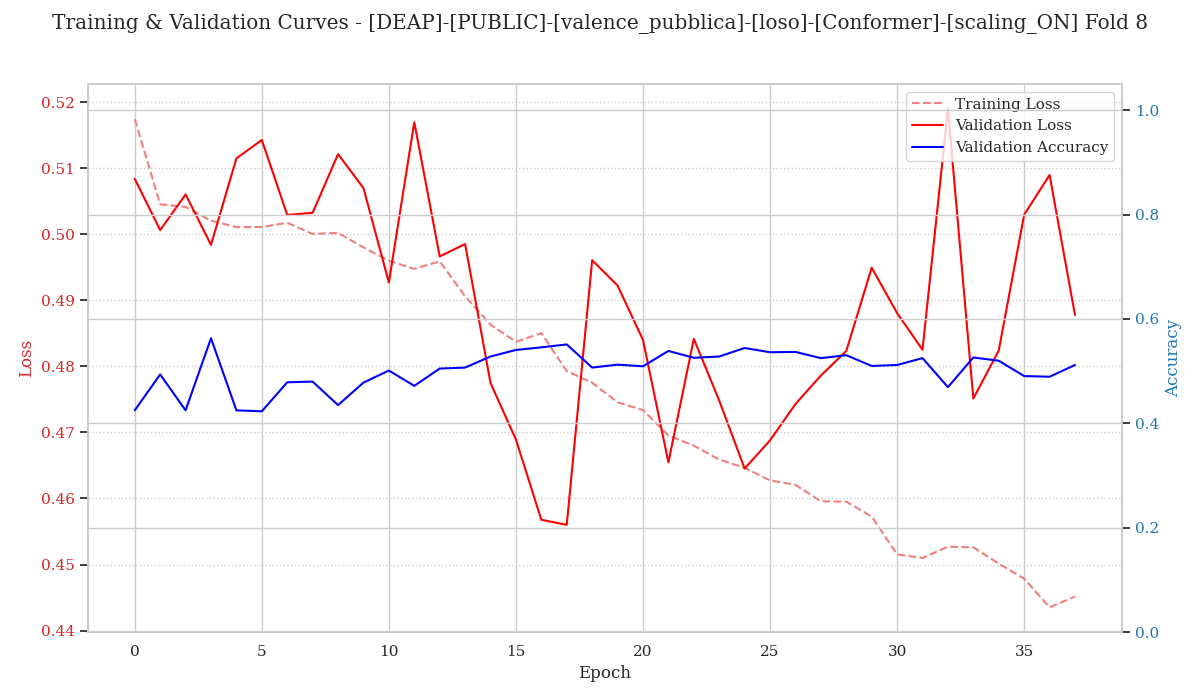 Training & Validation Curves - [DEAP]-[PUBLIC]-[valence_pubblica]-[loso]-[Conformer]-[scaling_ON] Fold 8
Training Loss
Validation Loss
Validation Accuracy
0.52
0.51
0.50
0.49
0.48
0.47
0.46
0.45
0.44
Loss
1.0
0.8
0.6
0.4
0.2
0.0
Accuracy
0 5 10 15 20 25 30 35
Epoch